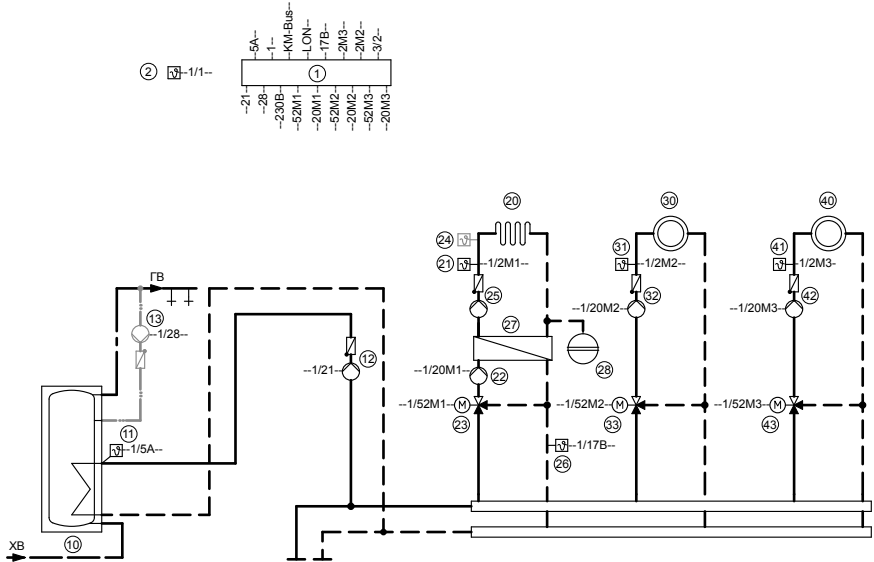 --5A--
--1--
--KM-Bus--
--LON--
--17B--
--2M3--
--2M2--
--3/2--
2 --1/1-- 1
--21--
--28--
--230B--
--52M1--
--20M1--
--52M2--
--20M2--
--52M3--
--20M3--
20 30 40
24
21 --1/2M1-- 31 --1/2M2-- 41 --1/2M3-
ГВ
25 --1/20M2-- 32 --1/20M3-- 42
13 --1/28-- 27
12 28
--1/21-- --1/20M1-- 22
--1/52M1-- M --1/52M2-- M --1/52M3-- M
23 33 43
11 --1/5A-- --1/17B--
26
10
ХВ